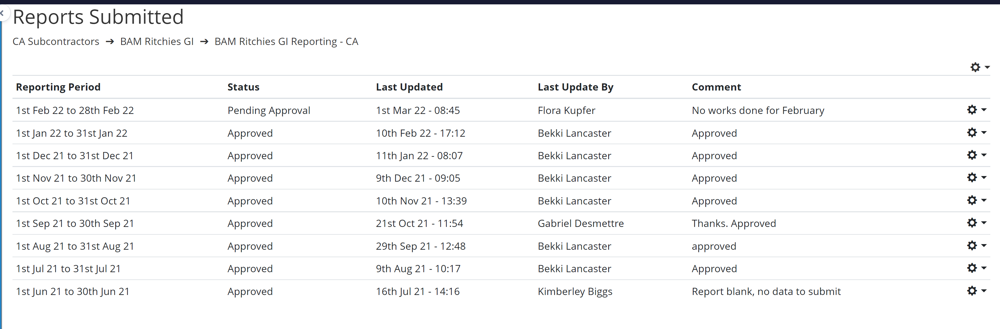 Reports Submitted
CA Subcontractors ➔ BAM Ritchies GI ➔ BAM Ritchies GI Reporting - CA
Reporting Period Status Last Updated Last Update By Comment
1st Feb 22 to 28th Feb 22 Pending Approval 1st Mar 22 - 08:45 Flora Kupfer No works done for February
1st Jan 22 to 31st Jan 22 Approved 10th Feb 22 - 17:12 Bekki Lancaster Approved
1st Dec 21 to 31st Dec 21 Approved 11th Jan 22 - 08:07 Bekki Lancaster Approved
1st Nov 21 to 30th Nov 21 Approved 9th Dec 21 - 09:05 Bekki Lancaster Approved
1st Oct 21 to 31st Oct 21 Approved 10th Nov 21 - 13:39 Bekki Lancaster Approved
1st Sep 21 to 30th Sep 21 Approved 21st Oct 21 - 11:54 Gabriel Desmettre Thanks. Approved
1st Aug 21 to 31st Aug 21 Approved 29th Sep 21 - 12:48 Bekki Lancaster approved
1st Jul 21 to 31st Jul 21 Approved 9th Aug 21 - 10:17 Bekki Lancaster Approved
1st Jun 21 to 30th Jun 21 Approved 16th Jul 21 - 14:16 Kimberley Biggs Report blank, no data to submit